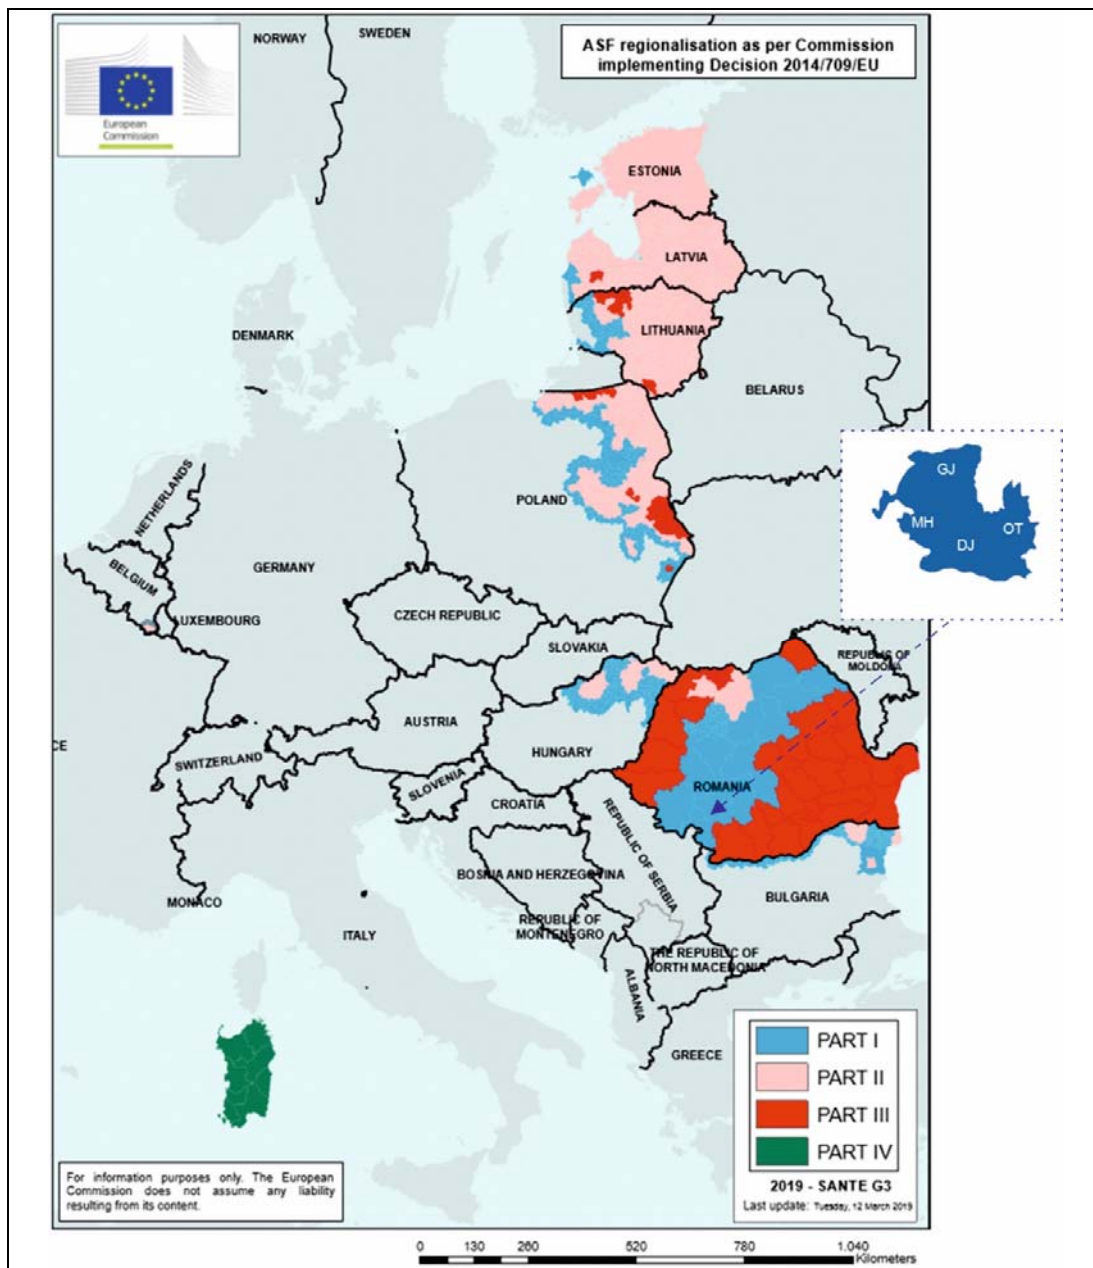 NORWAY
SWEDEN
ASF regionalisation as per Commission
implementing Decision 2014/709/EU
European
Commission
ESTONIA
LATVIA
LITHUANIA
DENMARK
BELARUS
NETHERLANDS
POLAND
GJ
MH
OT
DJ
BELGIUM
GERMANY
LUXEMBOURG
CZECH REPUBLIC
SLOVAKIA
REPUBLIC OF
MOLDOVA
AUSTRIA
CE
SWITZERLAND
HUNGARY
SLOVENIA
ROMANIA
CROATIA
REPUBLIC OF SERBIA
BOSNIA AND HERZEGOVINA
MONACO
BULGARIA
ITALY
REPUBLIC OF
MONTENEGRO
THE REPUBLIC OF
NORTH MACEDONIA
ALBANIA
GREECE
PART I
PART II
PART III
PART IV
2019 - SANTE G3
Last update: Tuesday, 12 March 2019
For information purposes only. The European
Commission does not assume any liability
resulting from its content.
0 130 260 520 780 1.040
Kilometers